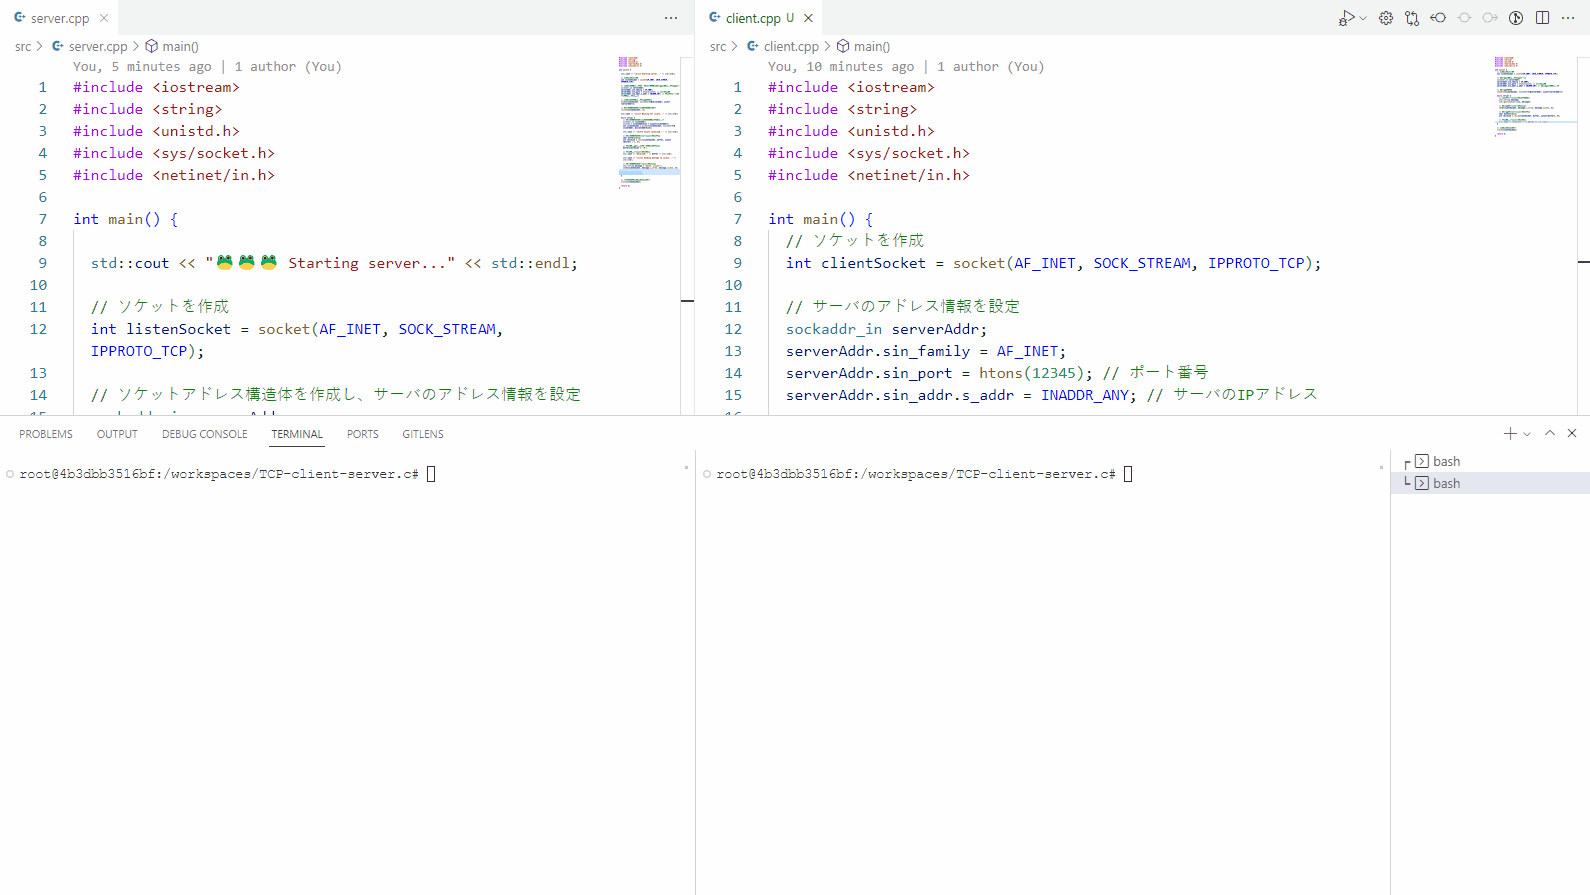 server.cpp
src > server.cpp > main()
You, 5 minutes ago | 1 author (You)
1 #include <iostream>
2 #include <string>
3 #include <unistd.h>
4 #include <sys/socket.h>
5 #include <netinet/in.h>
6
7 int main() {
8
9 std::cout << "🐸🐸🐸 Starting server..." << std::endl;
10
11 // ソケットを作成
12 int listenSocket = socket(AF_INET, SOCK_STREAM,
IPPROTO_TCP);
13
14 // ソケットアドレス構造体を作成し、サーバのアドレス情報を設定
client.cpp U
src > client.cpp > main()
You, 10 minutes ago | 1 author (You)
1 #include <iostream>
2 #include <string>
3 #include <unistd.h>
4 #include <sys/socket.h>
5 #include <netinet/in.h>
6
7 int main() {
8 // ソケットを作成
9 int clientSocket = socket(AF_INET, SOCK_STREAM, IPPROTO_TCP);
10
11 // サーバのアドレス情報を設定
12 sockaddr_in serverAddr;
13 serverAddr.sin_family = AF_INET;
14 serverAddr.sin_port = htons(12345); // ポート番号
15 serverAddr.sin_addr.s_addr = INADDR_ANY; // サーバのIPアドレス
PROBLEMS OUTPUT DEBUG CONSOLE TERMINAL PORTS GITLENS
root@4b3dbb3516bf:/workspaces/TCP-client-server.c#
root@4b3dbb3516bf:/workspaces/TCP-client-server.c#
bash
bash